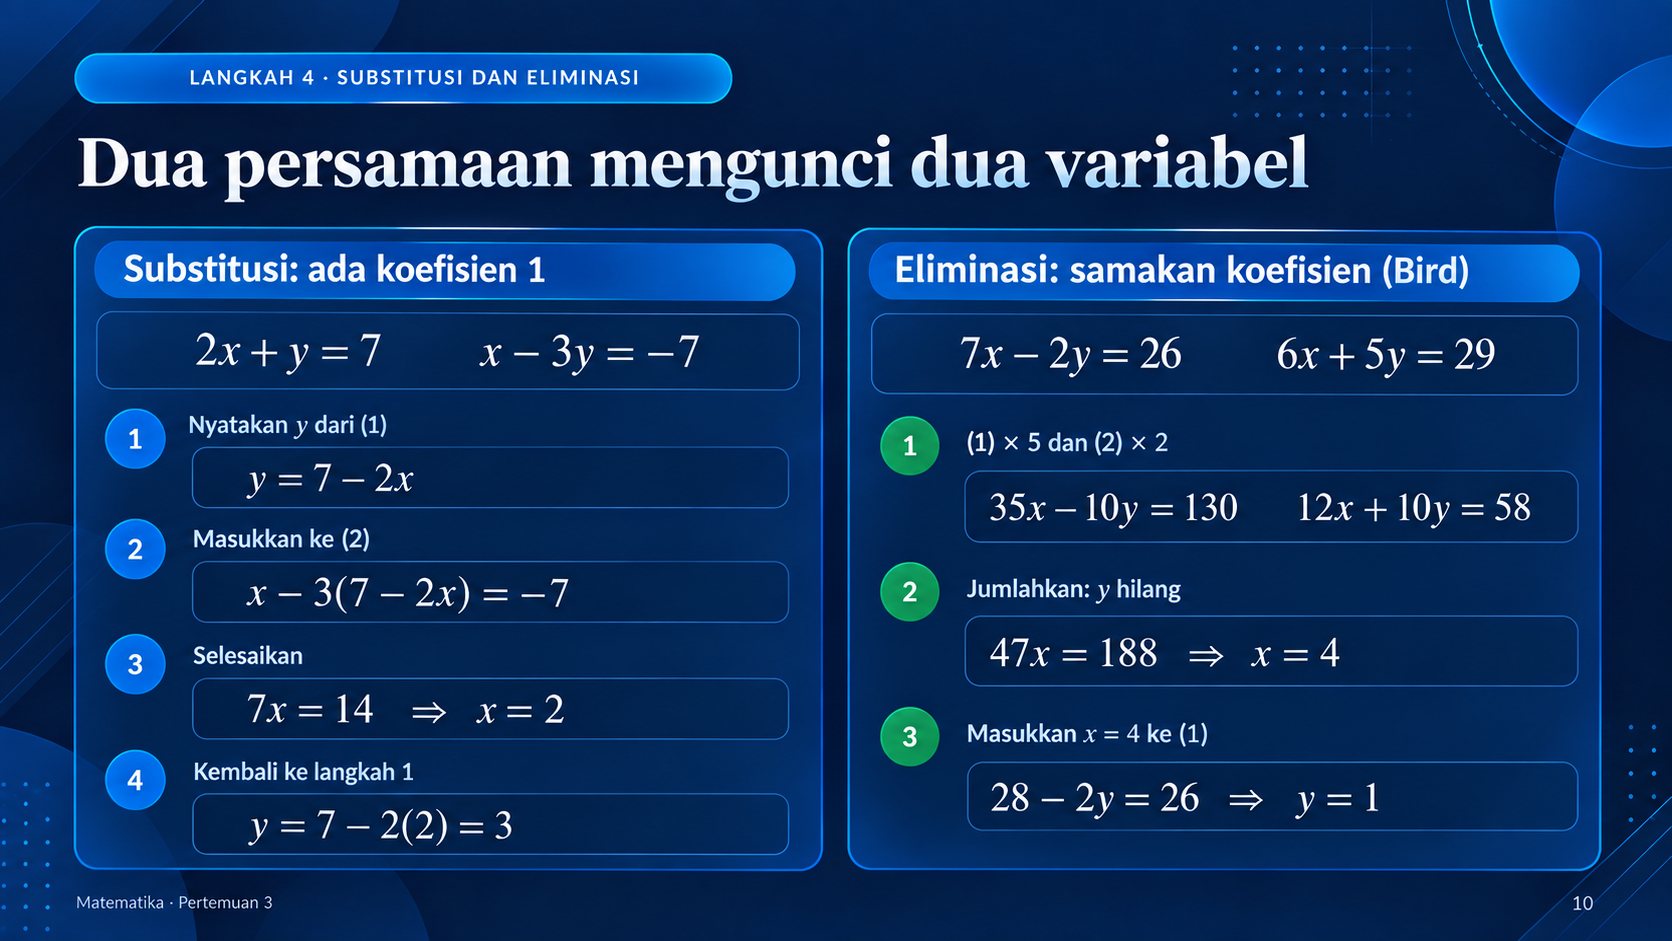 LANGKAH 4 · SUBSTITUSI DAN ELIMINASI
Dua persamaan mengunci dua variabel
Substitusi: ada koefisien 1
2x + y = 7    x − 3y = −7
1 Nyatakan y dari (1)
y = 7 − 2x
2 Masukkan ke (2)
x − 3(7 − 2x) = −7
3 Selesaikan
7x = 14 ⇒ x = 2
4 Kembali ke langkah 1
y = 7 − 2(2) = 3
Eliminasi: samakan koefisien (Bird)
7x − 2y = 26    6x + 5y = 29
1 (1) × 5 dan (2) × 2
35x − 10y = 130    12x + 10y = 58
2 Jumlahkan: y hilang
47x = 188 ⇒ x = 4
3 Masukkan x = 4 ke (1)
28 − 2y = 26 ⇒ y = 1
Matematika · Pertemuan 3
10